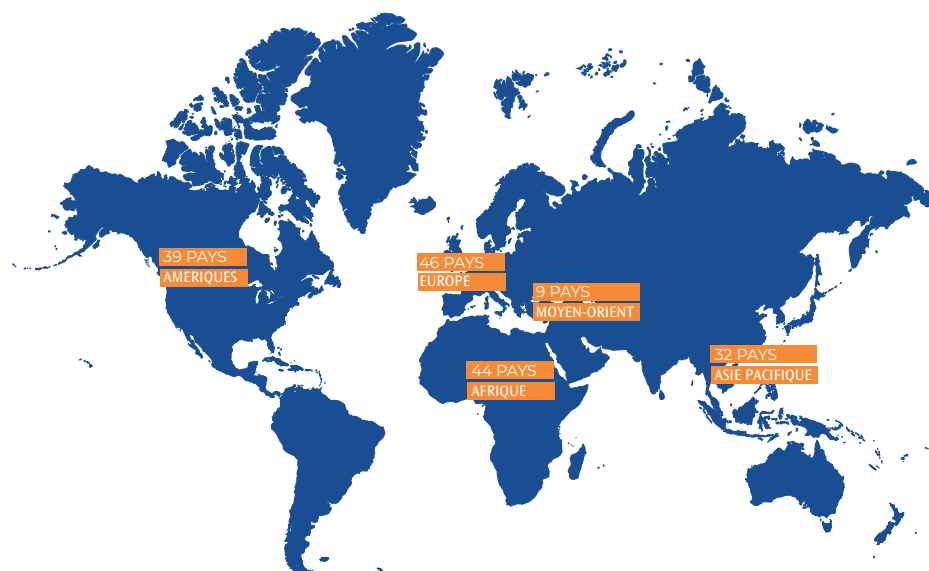 39 PAYS
AMERIQUES
46 PAYS
EUROPE
9 PAYS
MOYEN-ORIENT
44 PAYS
AFRIQUE
32 PAYS
ASIE PACIFIQUE